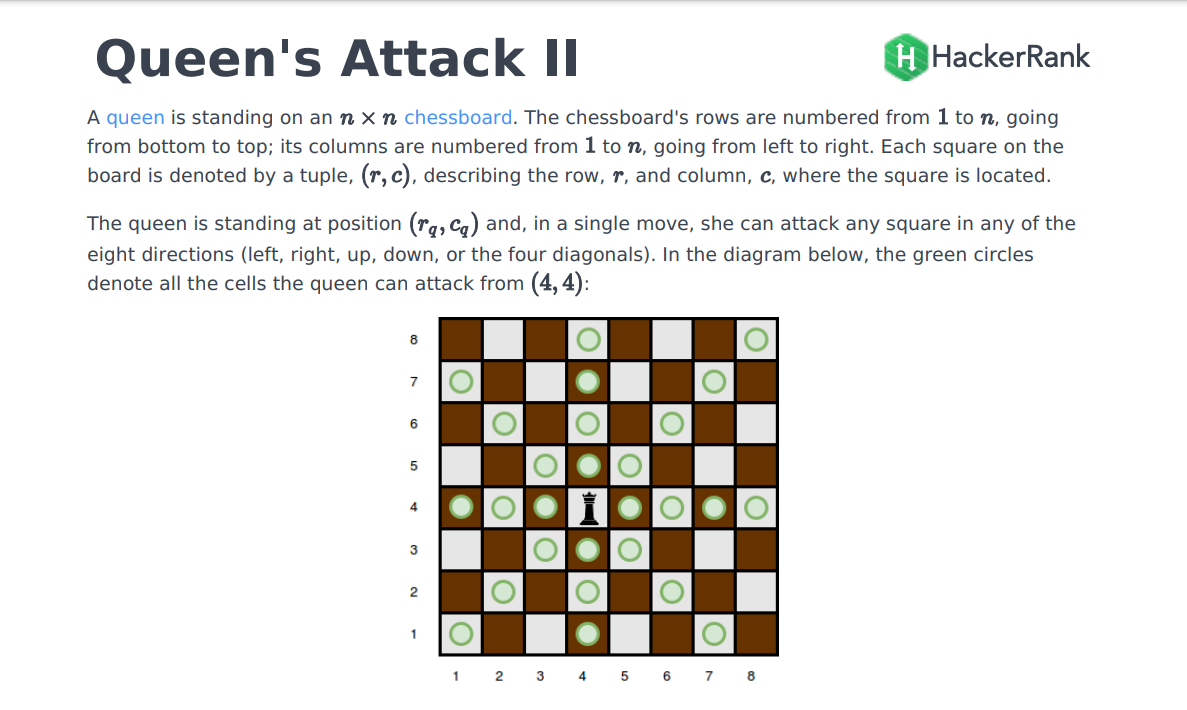 Queen's Attack II
HackerRank
A queen is standing on an n × n chessboard. The chessboard's rows are numbered from 1 to n, going
from bottom to top; its columns are numbered from 1 to n, going from left to right. Each square on the
board is denoted by a tuple, (r, c), describing the row, r, and column, c, where the square is located.
The queen is standing at position (r_q, c_q) and, in a single move, she can attack any square in any of the
eight directions (left, right, up, down, or the four diagonals). In the diagram below, the green circles
denote all the cells the queen can attack from (4, 4):
8
7
6
5
4
3
2
1
1 2 3 4 5 6 7 8